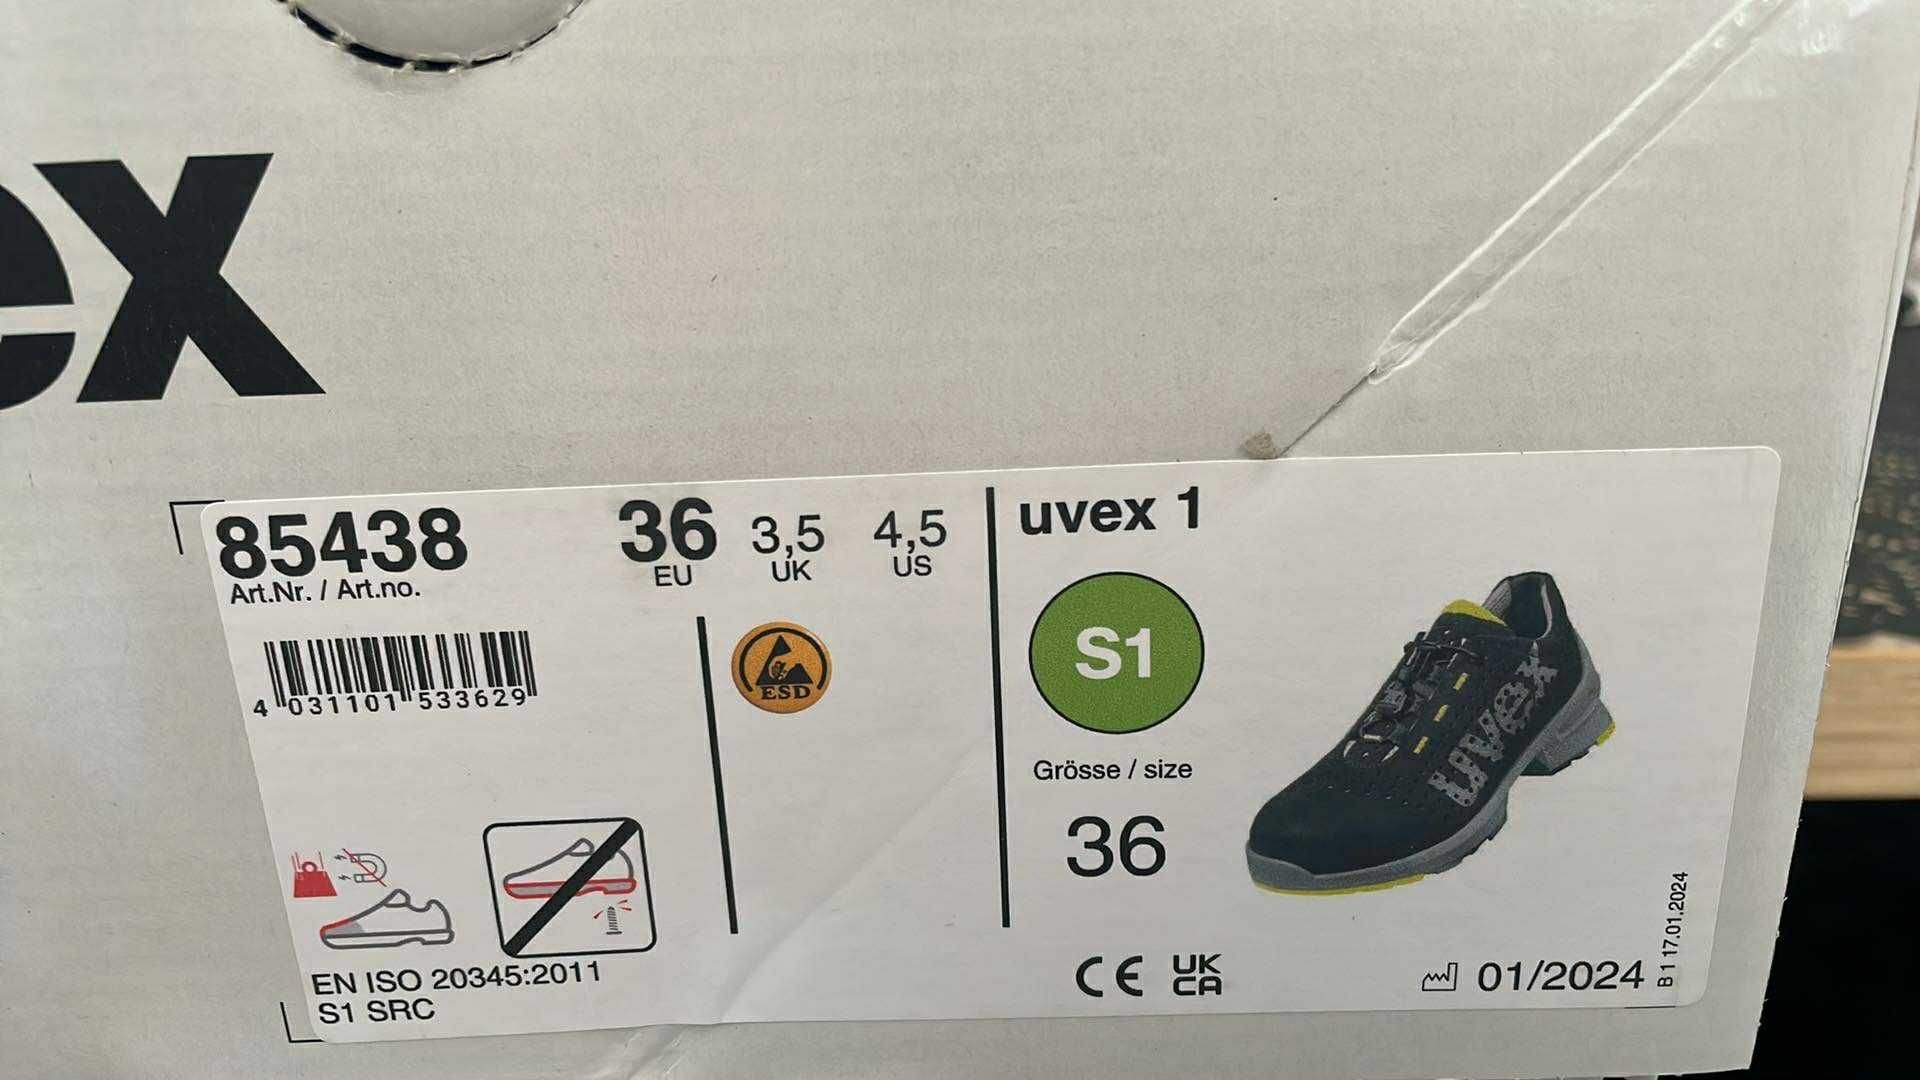 ex
85438
Art.Nr. / Art.no.
36 3,5 4,5
EU UK US
4 031101 533629
ESD
EN ISO 20345:2011
S1 SRC
uvex 1
S1
Grösse / size
36
uvex
CE UK
CA
01/2024
B 1 17.01.2024